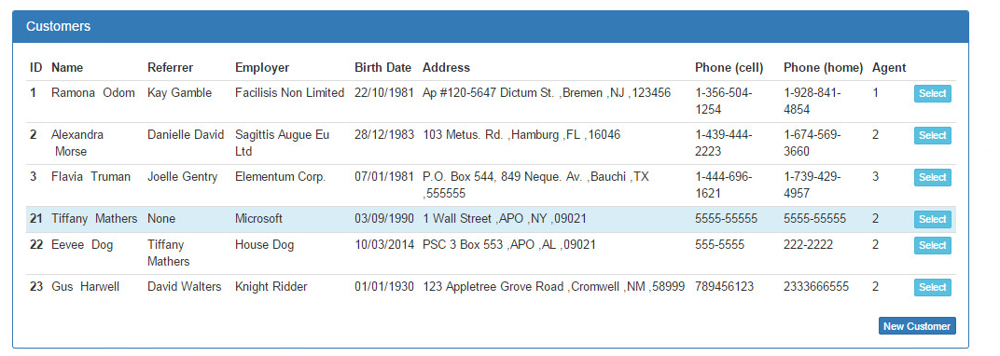 Customers
ID Name Referrer Employer Birth Date Address Phone (cell) Phone (home) Agent
1 Ramona Odom Kay Gamble Facilisis Non Limited 22/10/1981 Ap #120-5647 Dictum St. ,Bremen ,NJ ,123456 1-356-504- 1-928-841- 1 Select
1254 4854
2 Alexandra Danielle David Sagittis Augue Eu 28/12/1983 103 Metus. Rd. ,Hamburg ,FL ,16046 1-439-444- 1-674-569- 2 Select
Morse Ltd 2223 3660
3 Flavia Truman Joelle Gentry Elementum Corp. 07/01/1981 P.O. Box 544, 849 Neque. Av. ,Bauchi ,TX 1-444-696- 1-739-429- 3 Select
,555555 1621 4957
21 Tiffany Mathers None Microsoft 03/09/1990 1 Wall Street ,APO ,NY ,09021 5555-55555 5555-55555 2 Select
22 Eevee Dog Tiffany House Dog 10/03/2014 PSC 3 Box 553 ,APO ,AL ,09021 555-5555 222-2222 2 Select
Mathers
23 Gus Harwell David Walters Knight Ridder 01/01/1930 123 Appletree Grove Road ,Cromwell ,NM ,58999 789456123 2333666555 2 Select
New Customer